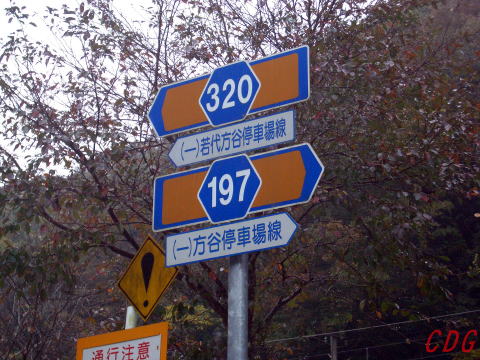 320
(一)若代方谷停車場線
197
(一)方谷停車場線
!
通行注意
CDG